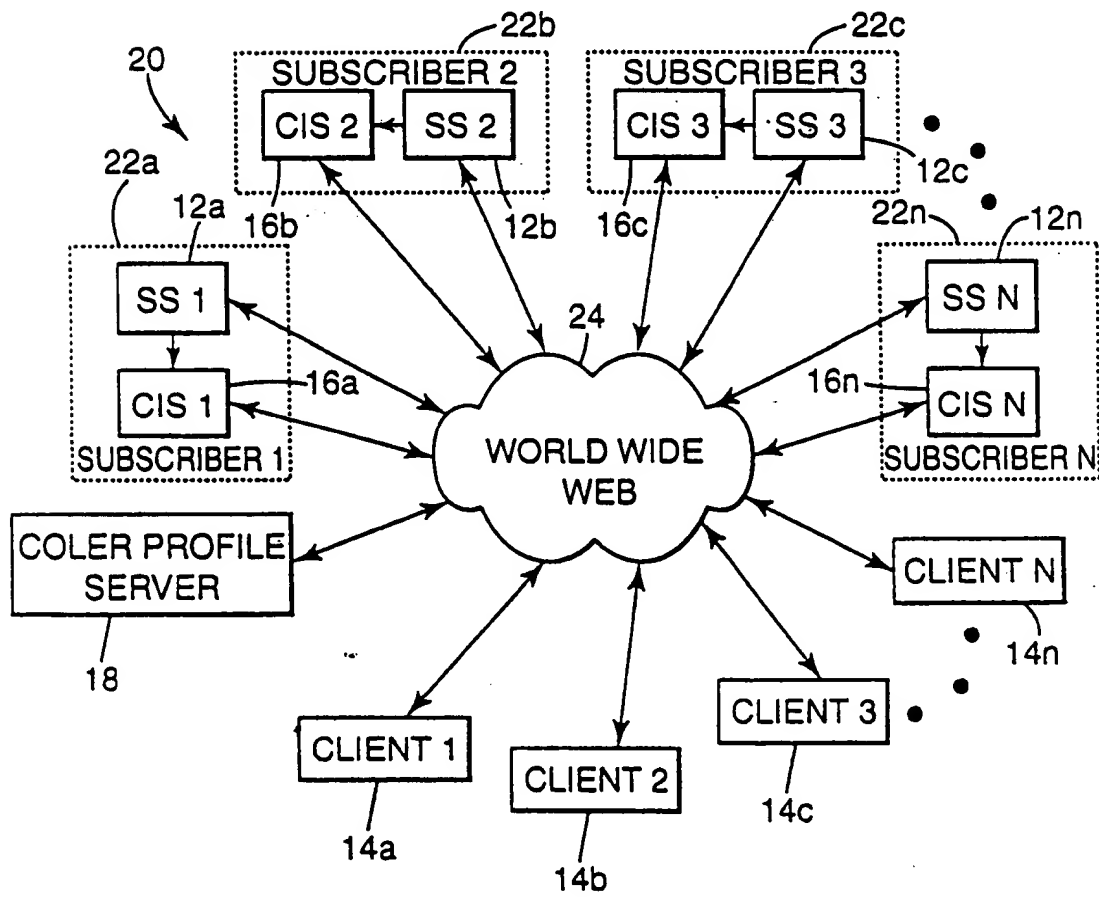 22b
22c
20
SUBSCRIBER 2
SUBSCRIBER 3
CIS 2
SS 2
CIS 3
SS 3
22a
12a
16b
12b
16c
12c
22n
12n
SS 1
SS N
24
16a
16n
CIS 1
CIS N
SUBSCRIBER 1
SUBSCRIBER N
WORLD WIDE
WEB
COLER PROFILE
SERVER
CLIENT N
18
14n
CLIENT 3
CLIENT 1
CLIENT 2
14c
14a
14b